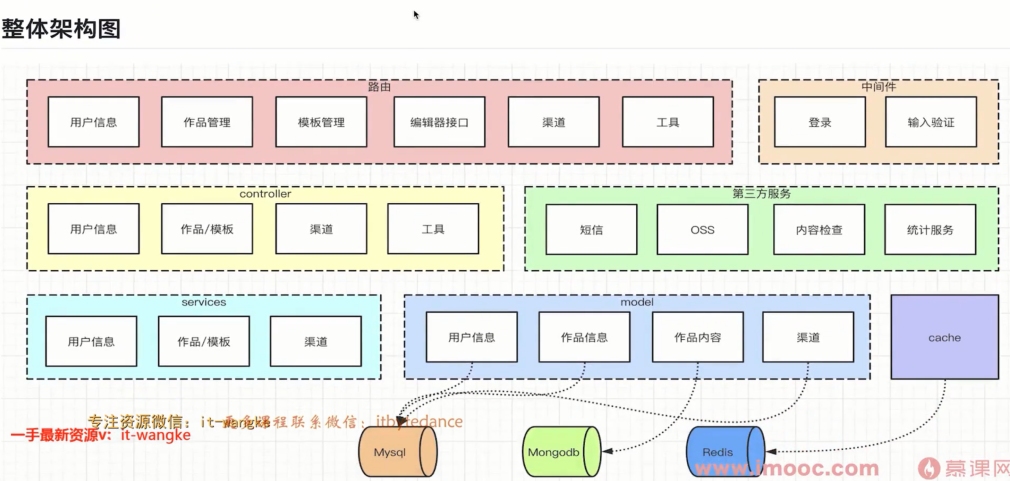 整体架构图
路由
用户信息 作品管理 模板管理 编辑器接口 渠道 工具
中间件
登录 输入验证
controller
用户信息 作品/模板 渠道 工具
第三方服务
短信 OSS 内容检查 统计服务
services
用户信息 作品/模板 渠道
model
用户信息 作品信息 作品内容 渠道
cache
专注资源微信：it-wangke
课程联系微信：itbytedance
一手最新资源v：it-wangke
Mysql
Mongodb
Redis
www.imooc.com
慕课网